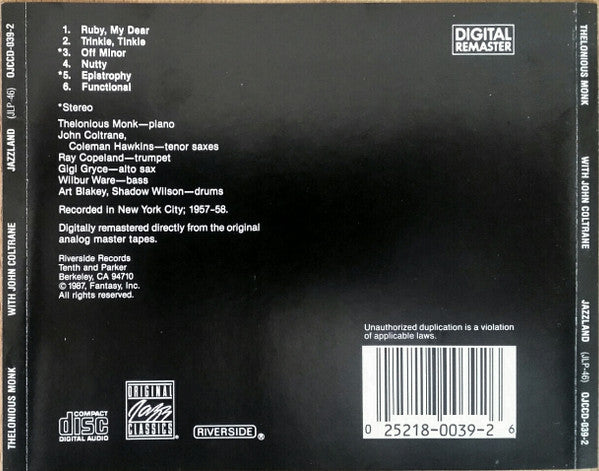 1. Ruby, My Dear
2. Trinkle, Tinkle
*3. Off Minor
4. Nutty
*5. Epistrophy
6. Functional
*Stereo
Thelonious Monk—piano
John Coltrane,
Coleman Hawkins—tenor saxes
Ray Copeland—trumpet
Gigi Gryce—alto sax
Wilbur Ware—bass
Art Blakey, Shadow Wilson—drums
Recorded in New York City; 1957-58.
Digitally remastered directly from the original
analog master tapes.
Riverside Records
Tenth and Parker
Berkeley, CA 94710
©1987, Fantasy, Inc.
All rights reserved.
DIGITAL
REMASTER
Unauthorized duplication is a violation
of applicable laws.
0 25218-0039-2 6
COMPACT
disc
DIGITAL AUDIO
ORIGINAL
Jazz
CLASSICS
RIVERSIDE®
THELONIOUS MONK WITH JOHN COLTRANE JAZZLAND (JLP-46) OJCCD-039-2
THELONIOUS MONK WITH JOHN COLTRANE JAZZLAND (JLP-46) OJCCD-039-2